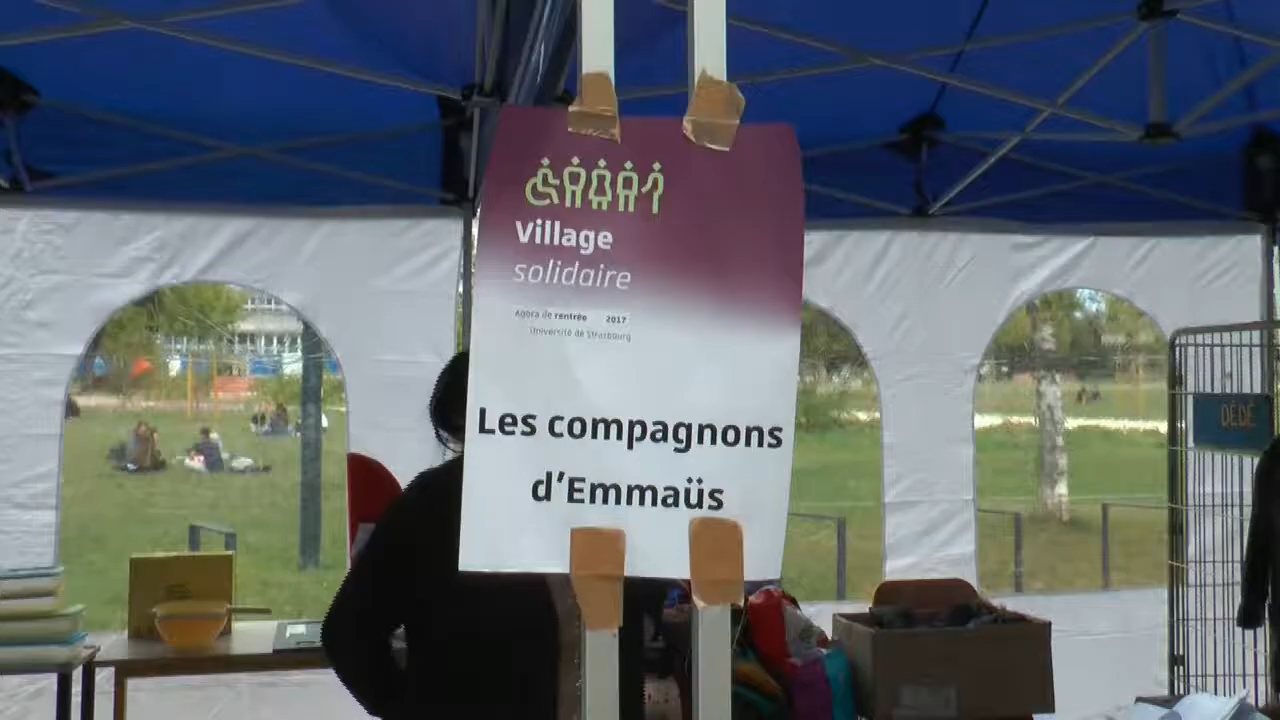 Village
solidaire
Agora de rentrée 2017
Université de Strasbourg
Les compagnons
d'Emmaüs
DÉDÉ